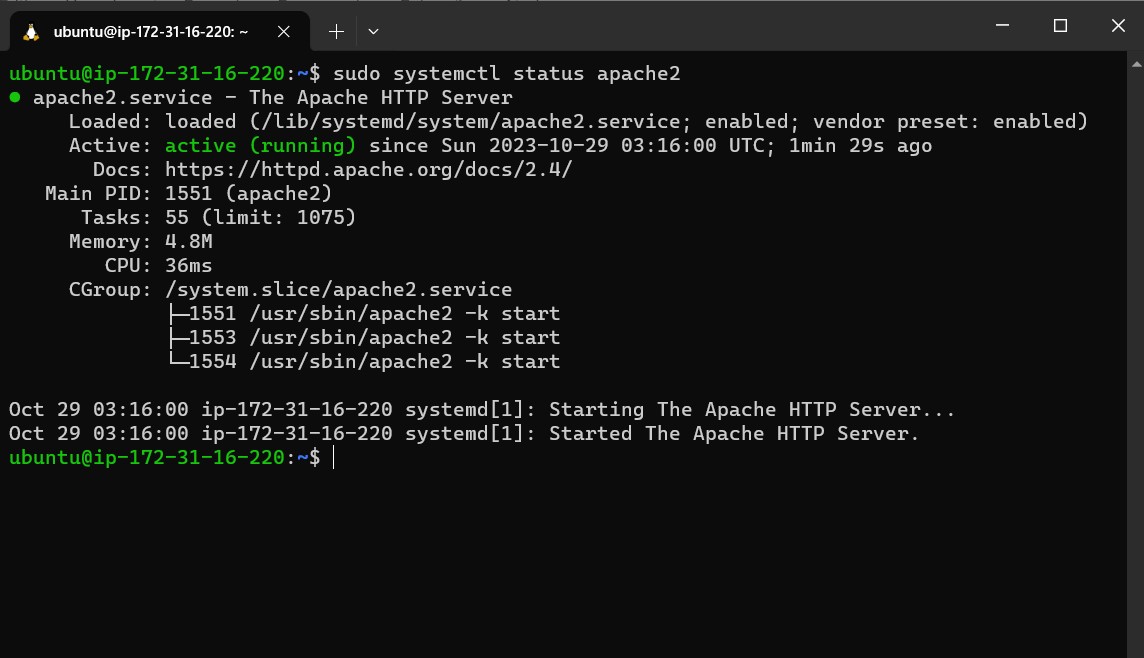 ubuntu@ip-172-31-16-220: ~
ubuntu@ip-172-31-16-220:~$ sudo systemctl status apache2
● apache2.service - The Apache HTTP Server
     Loaded: loaded (/lib/systemd/system/apache2.service; enabled; vendor preset: enabled)
     Active: active (running) since Sun 2023-10-29 03:16:00 UTC; 1min 29s ago
       Docs: https://httpd.apache.org/docs/2.4/
   Main PID: 1551 (apache2)
      Tasks: 55 (limit: 1075)
     Memory: 4.8M
        CPU: 36ms
     CGroup: /system.slice/apache2.service
             ├─1551 /usr/sbin/apache2 -k start
             ├─1553 /usr/sbin/apache2 -k start
             └─1554 /usr/sbin/apache2 -k start
Oct 29 03:16:00 ip-172-31-16-220 systemd[1]: Starting The Apache HTTP Server...
Oct 29 03:16:00 ip-172-31-16-220 systemd[1]: Started The Apache HTTP Server.
ubuntu@ip-172-31-16-220:~$